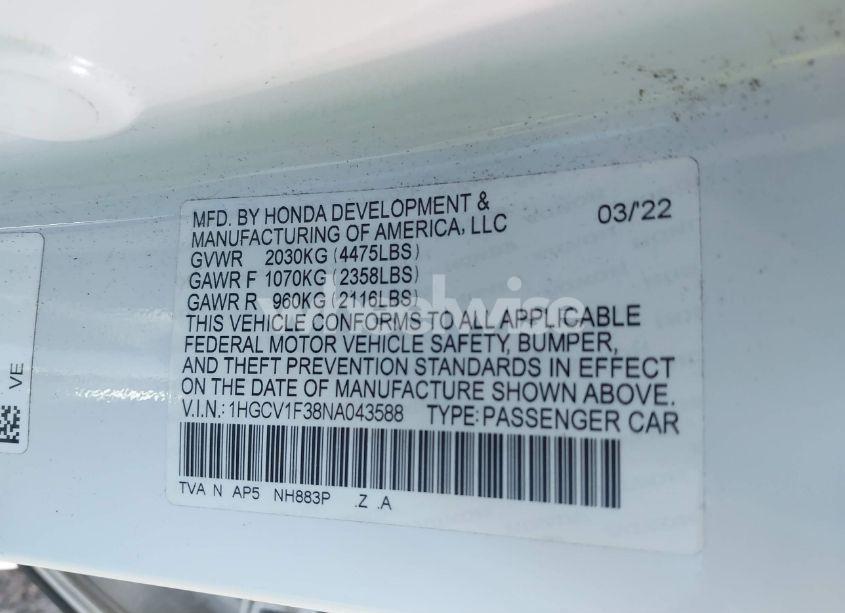 MFD. BY HONDA DEVELOPMENT &
MANUFACTURING OF AMERICA, LLC
03/'22
GVWR 2030KG (4475LBS)
GAWR F 1070KG (2358LBS)
GAWR R 960KG (2116LBS)
wheelwise
THIS VEHICLE CONFORMS TO ALL APPLICABLE
FEDERAL MOTOR VEHICLE SAFETY, BUMPER,
AND THEFT PREVENTION STANDARDS IN EFFECT
ON THE DATE OF MANUFACTURE SHOWN ABOVE.
V.I.N.: 1HGCV1F38NA043588 TYPE:PASSENGER CAR
TVA N AP5 NH883P .Z .A
VE